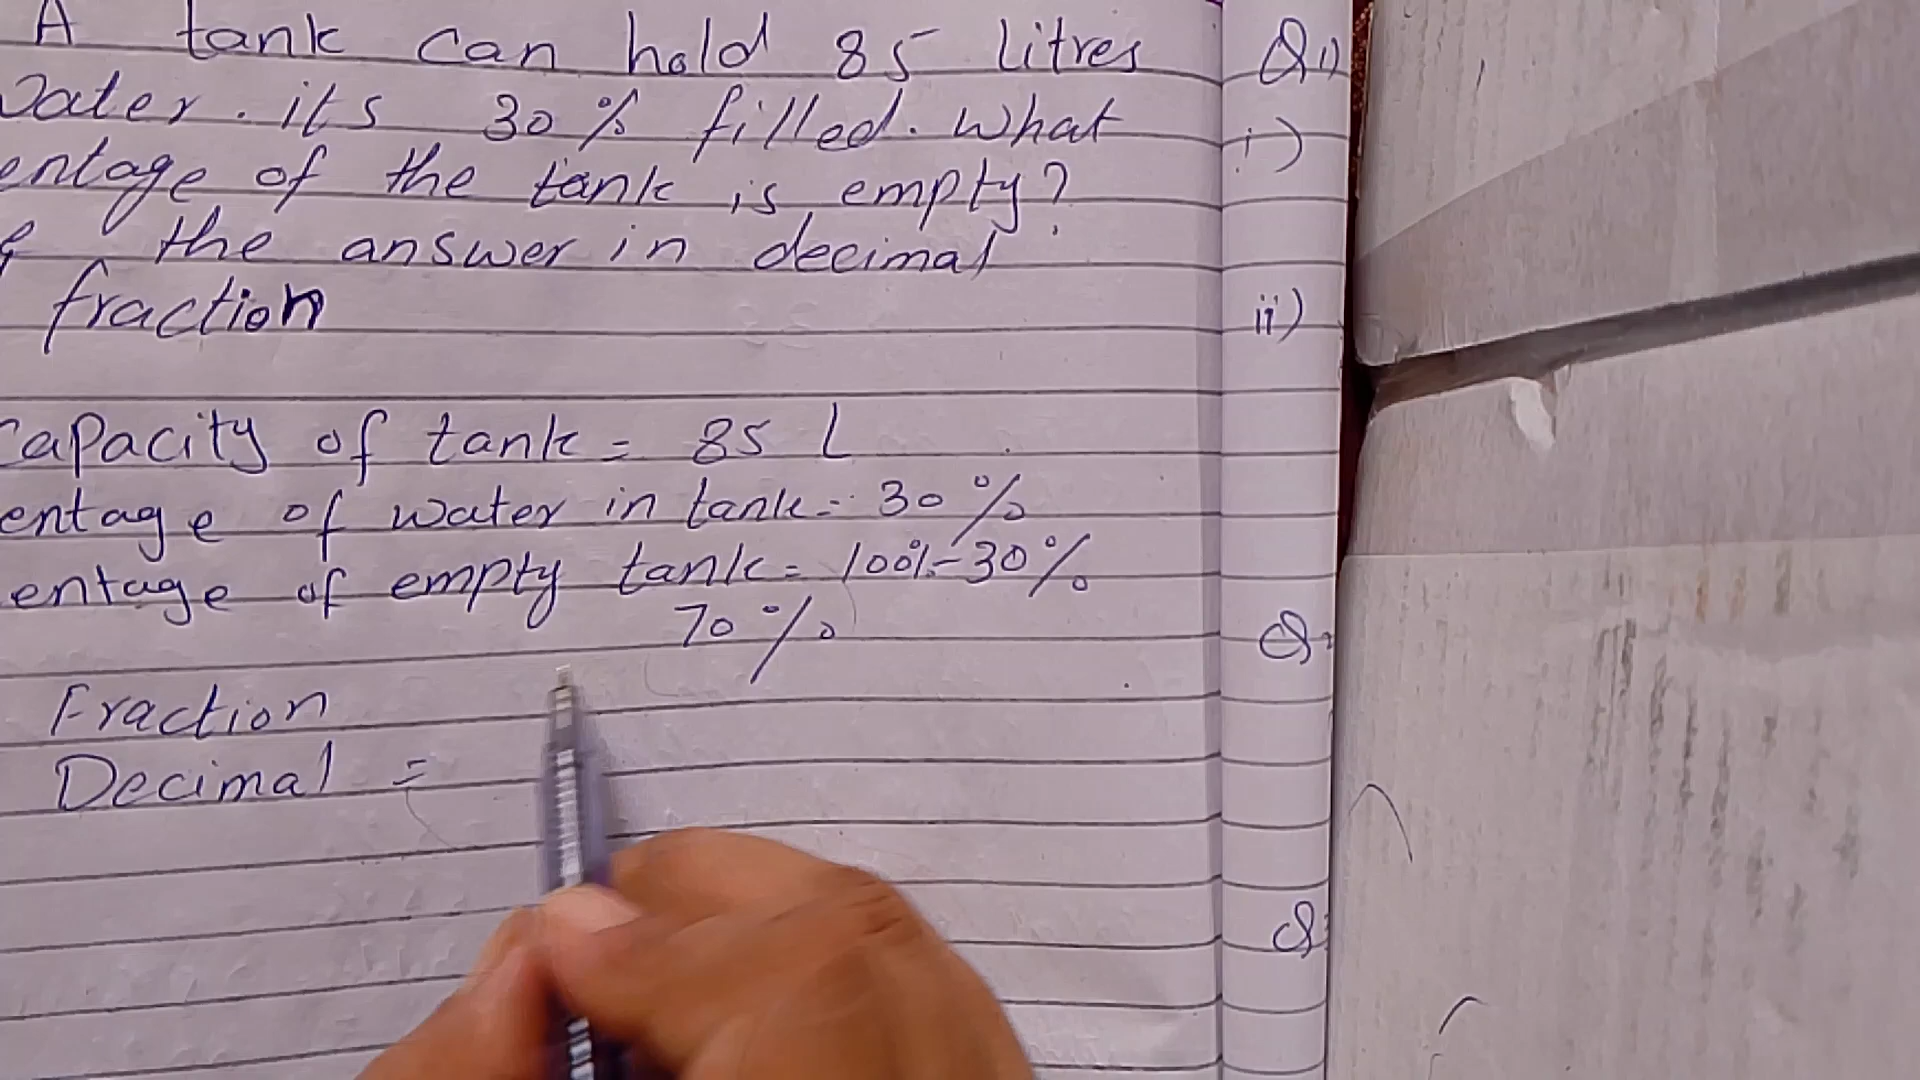 A tank can hold 85 litres
water. its 30% filled. What
entage of the tank is empty?
the answer in decimal
fraction
Capacity of tank = 85 L
entage of water in tank = 30%
entage of empty tank = 100%-30%
70%
Fraction
Decimal =
Q1)
i)
ii)
Q
Q